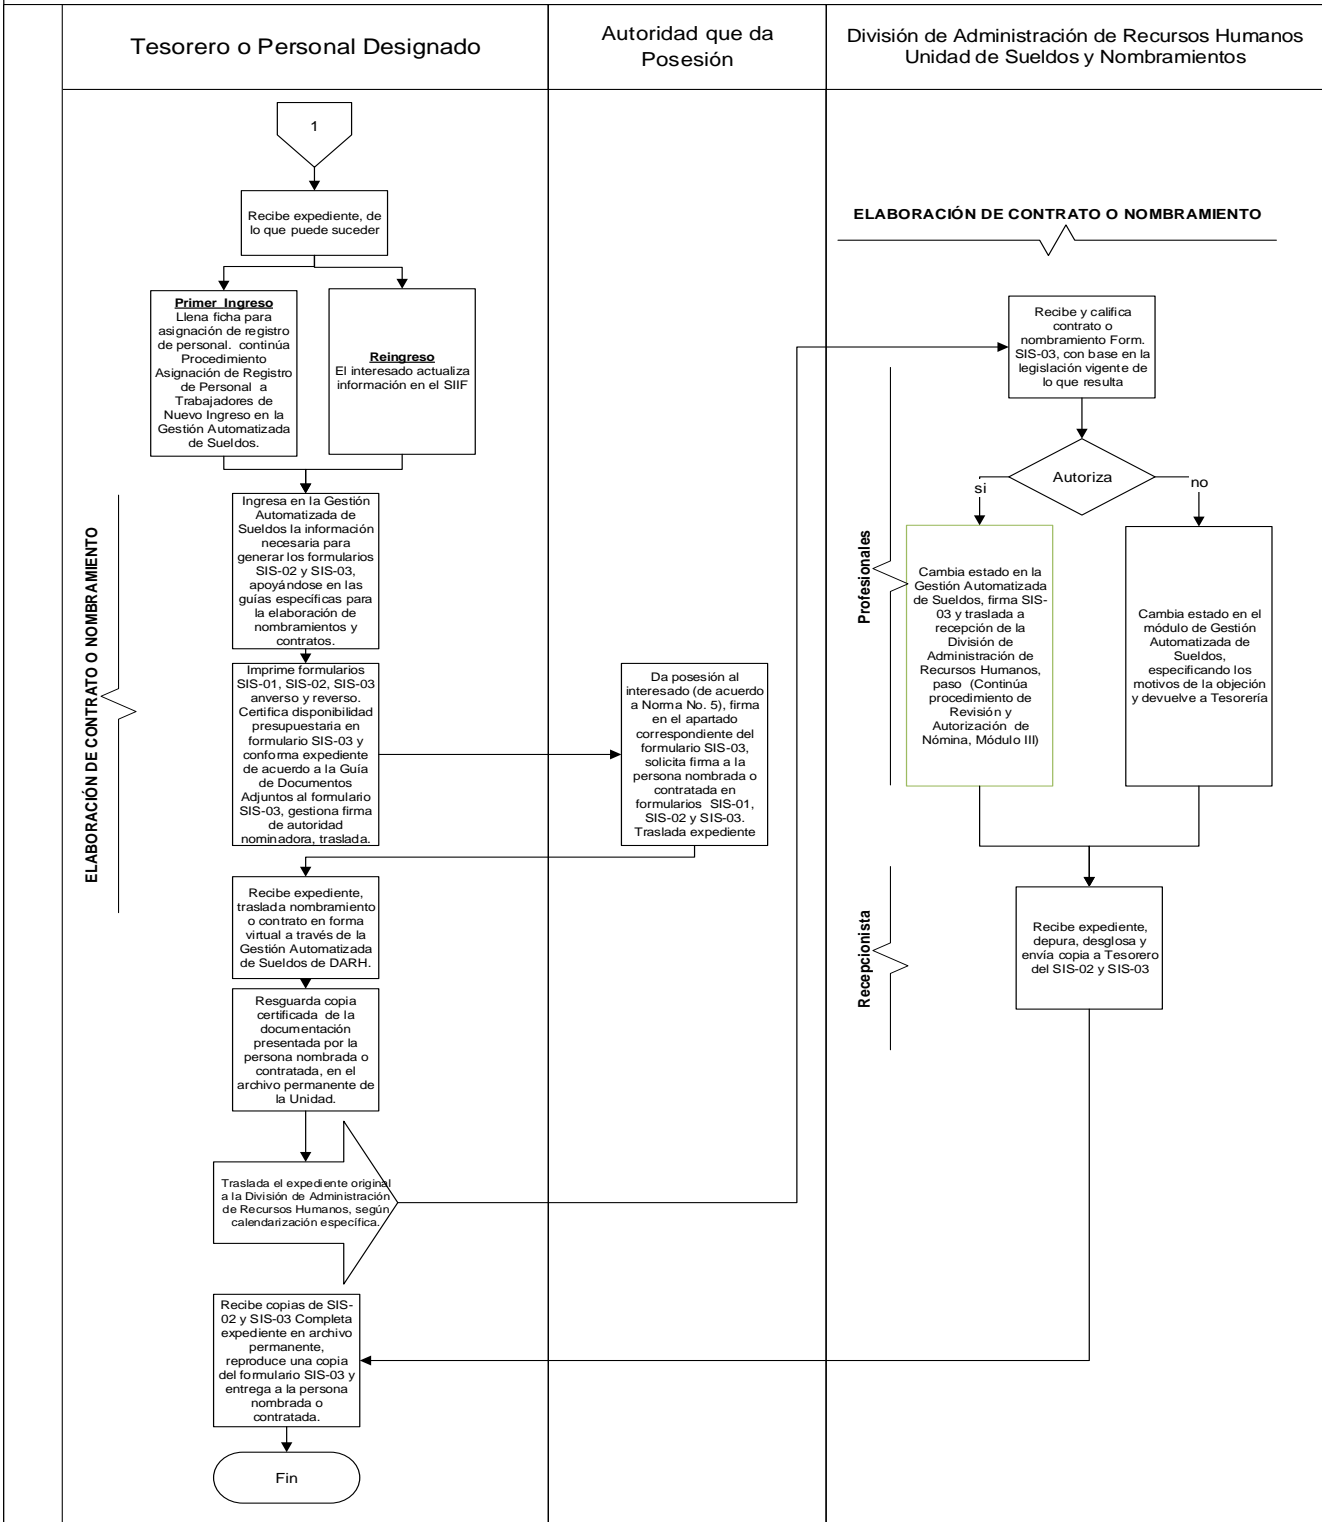 Tesorero o Personal Designado
Autoridad que da
Posesión
División de Administración de Recursos Humanos
Unidad de Sueldos y Nombramientos
1
Recibe expediente, de
lo que puede suceder
Primer Ingreso
Llena ficha para
asignación de registro
de personal. continúa
Procedimiento
Asignación de Registro
de Personal a
Trabajadores de
Nuevo Ingreso en la
Gestión Automatizada
de Sueldos.
Reingreso
El interesado actualiza
información en el SIIF
ELABORACIÓN DE CONTRATO O NOMBRAMIENTO
Ingresa en la Gestión
Automatizada de
Sueldos la información
necesaria para
generar los formularios
SIS-02 y SIS-03,
apoyándose en las
guías específicas para
la elaboración de
nombramientos y
contratos.
Imprime formularios
SIS-01, SIS-02, SIS-03
anverso y reverso.
Certifica disponibilidad
presupuestaria en
formulario SIS-03 y
conforma expediente
de acuerdo a la Guía
de Documentos
Adjuntos al formulario
SIS-03, gestiona firma
de autoridad
nominadora, traslada.
Da posesión al
interesado (de acuerdo
a Norma No. 5), firma
en el apartado
correspondiente del
formulario SIS-03,
solicita firma a la
persona nombrada o
contratada en
formularios SIS-01,
SIS-02 y SIS-03.
Traslada expediente
Recibe expediente,
traslada nombramiento
o contrato en forma
virtual a través de la
Gestión Automatizada
de Sueldos de DARH.
Resguarda copia
certificada de la
documentación
presentada por la
persona nombrada o
contratada, en el
archivo permanente de
la Unidad.
Traslada el expediente original
a la División de Administración
de Recursos Humanos, según
calendarización específica.
ELABORACIÓN DE CONTRATO O NOMBRAMIENTO
Recibe y califica
contrato o
nombramiento Form.
SIS-03, con base en la
legislación vigente de
lo que resulta
Autoriza
si
no
Profesionales
Cambia estado en la
Gestión Automatizada
de Sueldos, firma SIS-
03 y traslada a
recepción de la
División de
Administración de
Recursos Humanos,
paso (Continúa
procedimiento de
Revisión y
Autorización de
Nómina, Módulo III)
Cambia estado en el
módulo de Gestión
Automatizada de
Sueldos,
especificando los
motivos de la objeción
y devuelve a Tesorería
Recepcionista
Recibe expediente,
depura, desglosa y
envía copia a Tesorero
del SIS-02 y SIS-03
Recibe copias de SIS-
02 y SIS-03 Completa
expediente en archivo
permanente,
reproduce una copia
del formulario SIS-03 y
entrega a la persona
nombrada o
contratada.
Fin